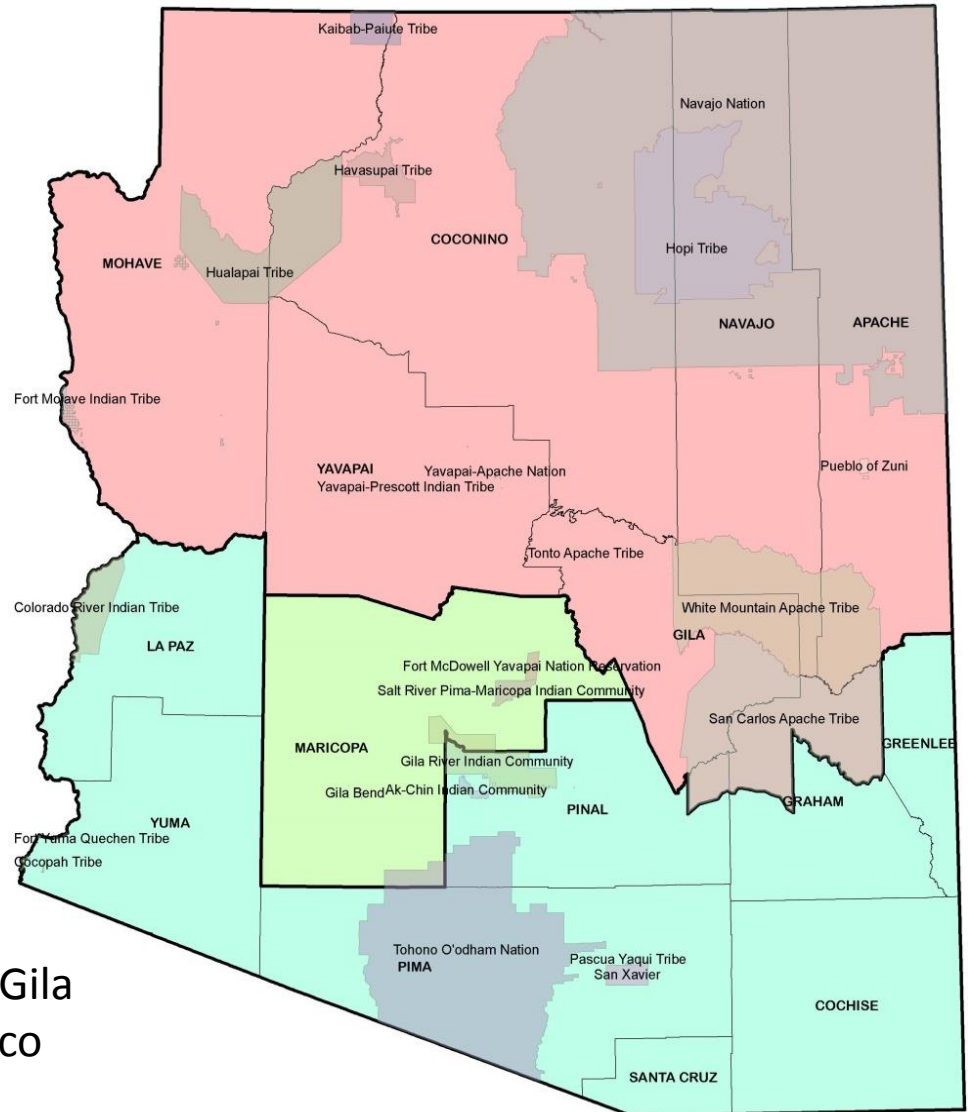 Kaibab-Paiute Tribe
Navajo Nation
Havasupai Tribe
COCONINO
Hopi Tribe
MOHAVE
Hualapai Tribe
NAVAJO
APACHE
Fort Mojave Indian Tribe
YAVAPAI
Yavapai-Apache Nation
Pueblo of Zuni
Yavapai-Prescott Indian Tribe
Tonto Apache Tribe
Colorado River Indian Tribe
White Mountain Apache Tribe
GILA
LA PAZ
Fort McDowell Yavapai Nation Reservation
Salt River Pima-Maricopa Indian Community
San Carlos Apache Tribe
MARICOPA
GREENLEE
Gila River Indian Community
Gila Bend
Ak-Chin Indian Community
PINAL
GRAHAM
YUMA
Fort Yuma Quechen Tribe
Cocopah Tribe
Tohono O'odham Nation
PIMA
Pascua Yaqui Tribe
San Xavier
Gila
co
COCHISE
SANTA CRUZ